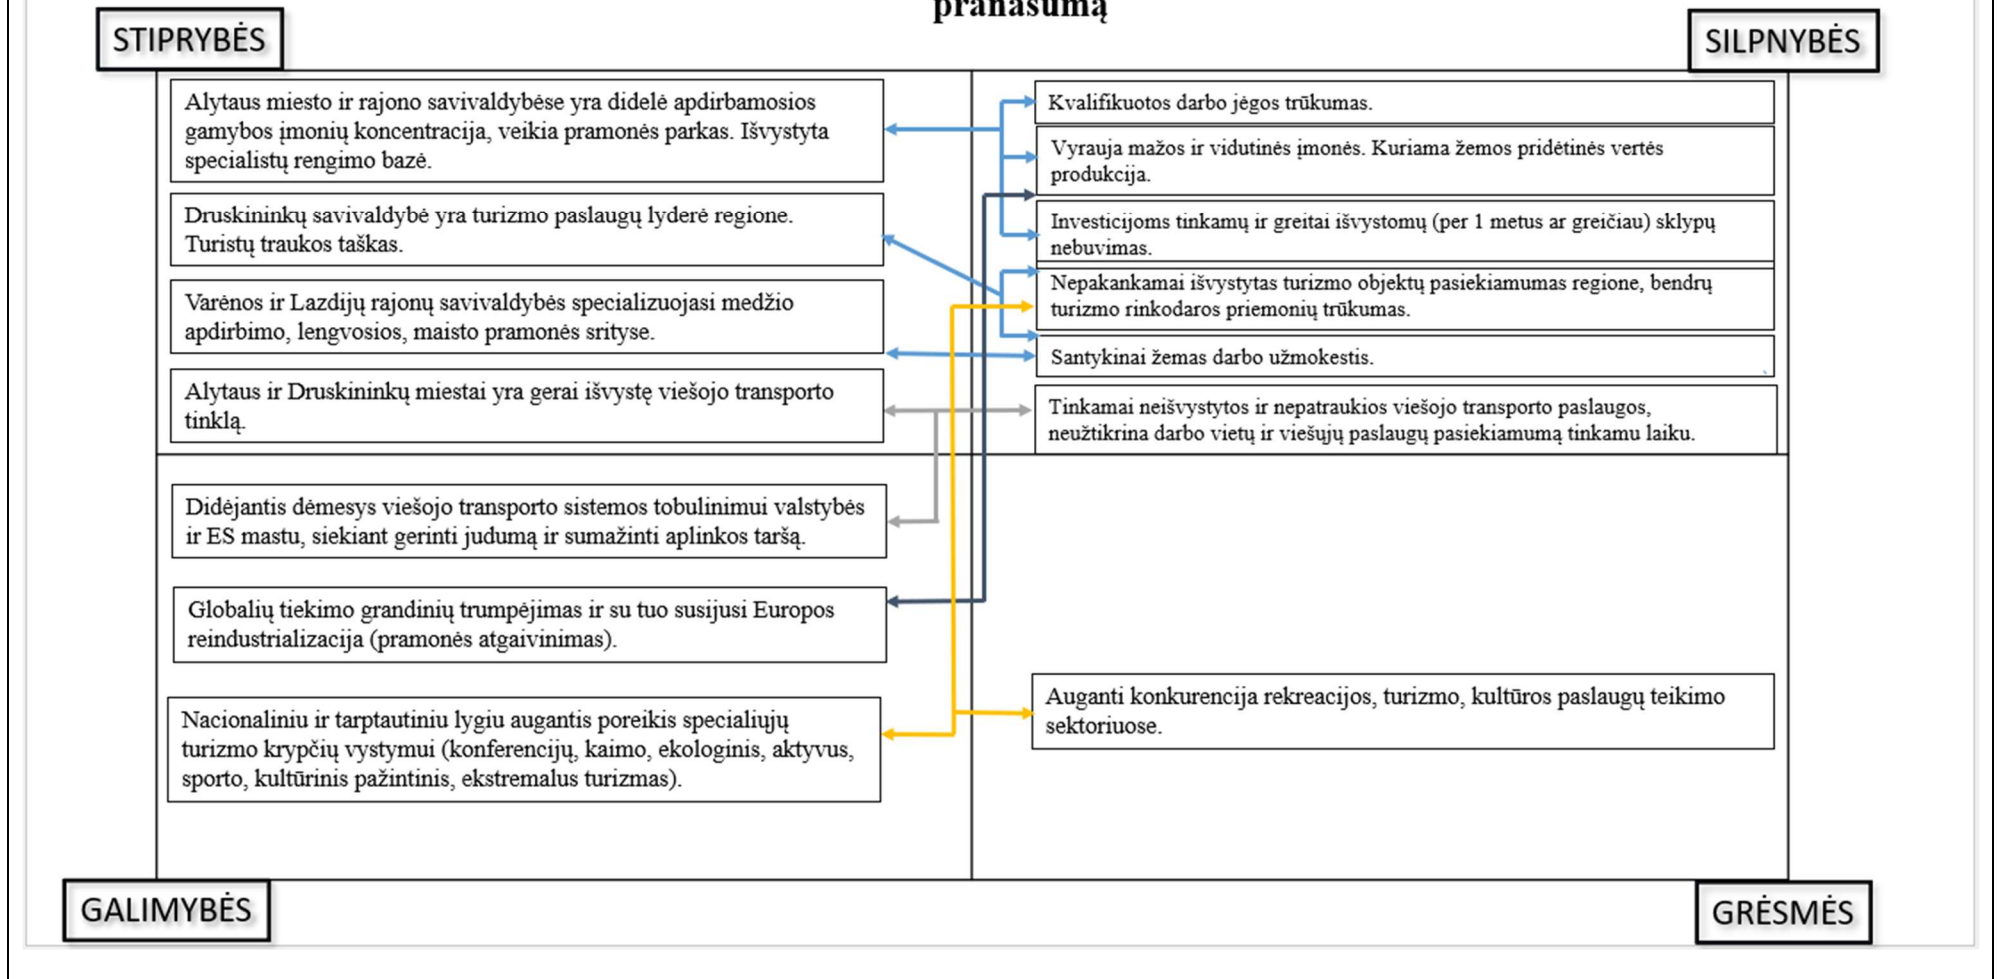 pranašumą
STIPRYBĖS
SILPNYBĖS
Alytaus miesto ir rajono savivaldybėse yra didelė apdirbamosios
gamybos įmonių koncentracija, veikia pramonės parkas. Išvystyta
specialistų rengimo bazė.
Druskininkų savivaldybė yra turizmo paslaugų lyderė regione.
Turistų traukos taškas.
Varėnos ir Lazdijų rajonų savivaldybės specializuojasi medžio
apdirbimo, lengvosios, maisto pramonės srityse.
Alytaus ir Druskininkų miestai yra gerai išvystę viešojo transporto
tinklą.
Kvalifikuotos darbo jėgos trūkumas.
Vyrauja mažos ir vidutinės įmonės. Kuriama žemos pridėtinės vertės
produkcija.
Investicijoms tinkamų ir greitai išvystomų (per 1 metus ar greičiau) sklypų
nebuvimas.
Nepakankamai išvystytas turizmo objektų pasiekiamumas regione, bendrų
turizmo rinkodaros priemonių trūkumas.
Santykinai žemas darbo užmokestis.
Tinkamai neišvystytos ir nepatraukios viešojo transporto paslaugos,
neužtikrina darbo vietų ir viešųjų paslaugų pasiekiamumą tinkamu laiku.
Didėjantis dėmesys viešojo transporto sistemos tobulinimui valstybės
ir ES mastu, siekiant gerinti judumą ir sumažinti aplinkos taršą.
Globalių tiekimo grandinių trumpėjimas ir su tuo susijusi Europos
reindustrializacija (pramonės atgaivinimas).
Nacionaliniu ir tarptautiniu lygiu augantis poreikis specialiųjų
turizmo krypčių vystymui (konferencijų, kaimo, ekologinis, aktyvus,
sporto, kultūrinis pažintinis, ekstremalus turizmas).
Auganti konkurencija rekreacijos, turizmo, kultūros paslaugų teikimo
sektoriuose.
GALIMYBĖS
GRĖSMĖS